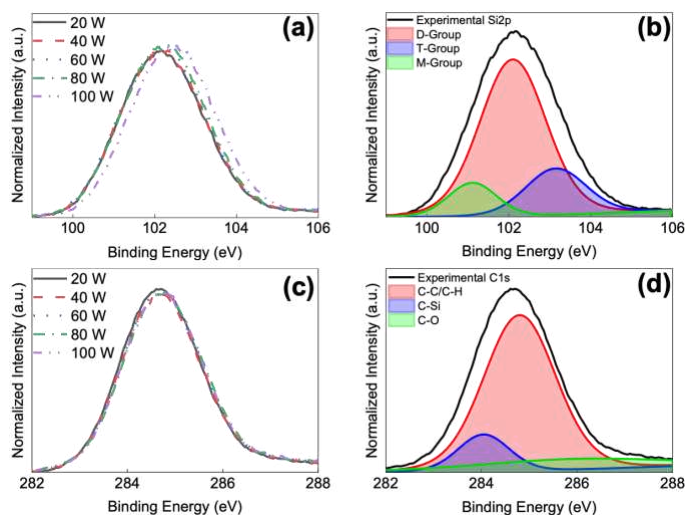 (a)
20 W
40 W
60 W
80 W
100 W
Normalized Intensity (a.u.)
100 102 104 106
Binding Energy (eV)
(b)
Experimental Si2p
D-Group
T-Group
M-Group
Normalized Intensity (a.u.)
100 102 104 106
Binding Energy (eV)
(c)
20 W
40 W
60 W
80 W
100 W
Normalized Intensity (a.u.)
282 284 286 288
Binding Energy (eV)
(d)
Experimental C1s
C-C/C-H
C-Si
C-O
Normalized Intensity (a.u.)
282 284 286 288
Binding Energy (eV)